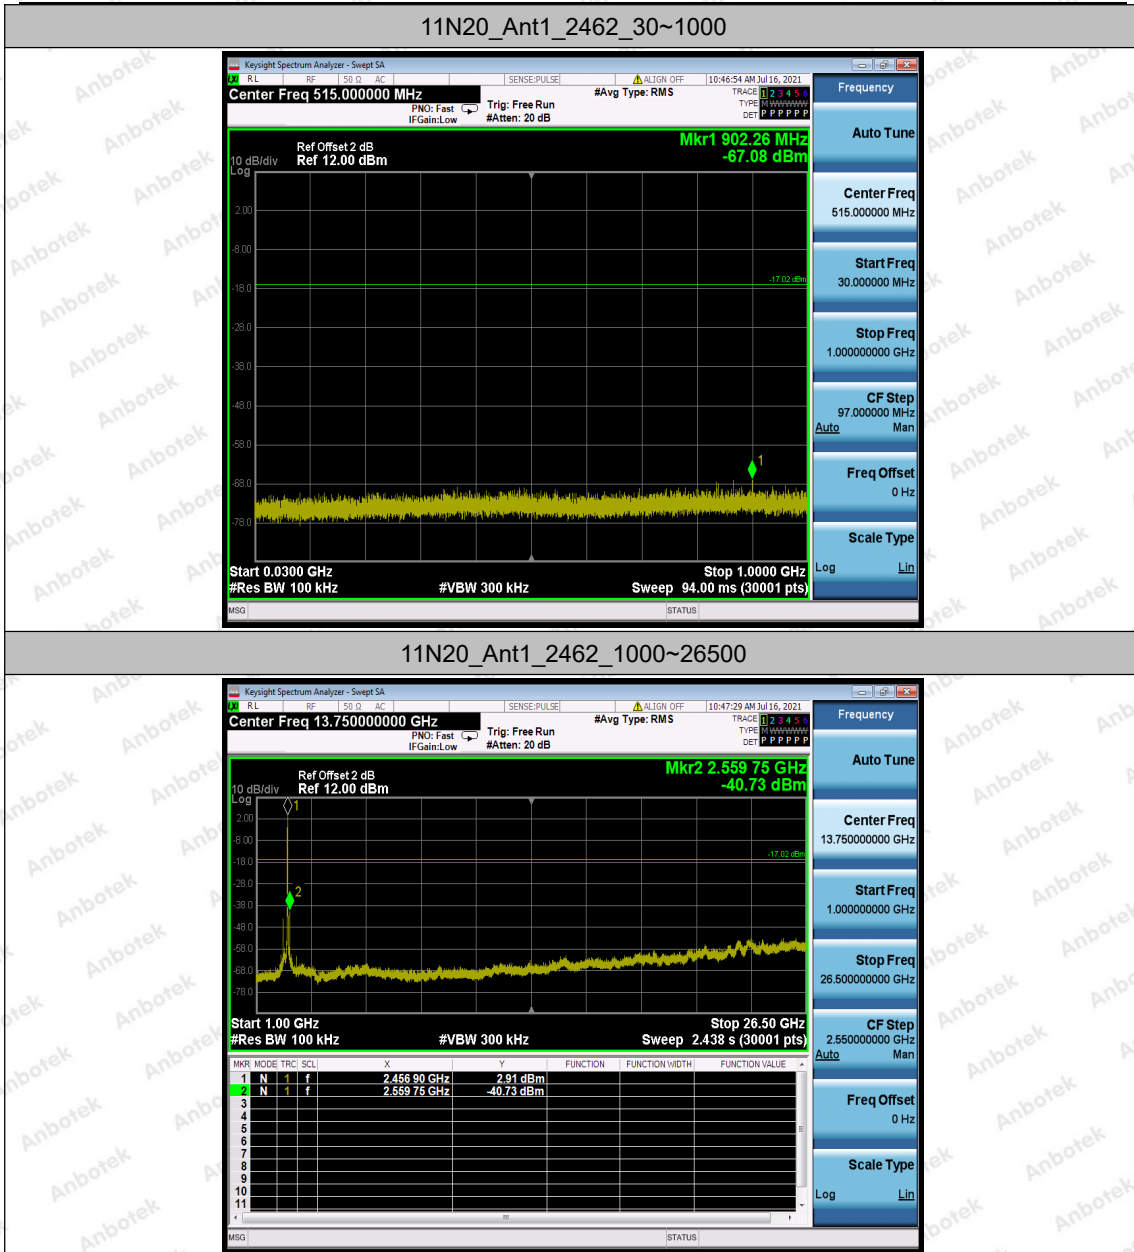 11N20_Ant1_2462_30~1000
Keysight Spectrum Analyzer - Swept SA
RL RF 50 Ω AC SENSE:PULSE ALIGN OFF 10:46:54 AM Jul 16, 2021
Center Freq 515.000000 MHz
#Avg Type: RMS
TRACE 1 2 3 4 5 6
PNO: Fast Trig: Free Run
TYPE M WWWWW
IFGain:Low #Atten: 20 dB
DET P P P P P P
Frequency
Auto Tune
Mkr1 902.26 MHz
-67.08 dBm
Ref Offset 2 dB
10 dB/div Ref 12.00 dBm
Log
2.00
-8.00
-17.02 dBm
-18.0
-28.0
-38.0
-48.0
-58.0
1
-68.0
-78.0
Start 0.0300 GHz Stop 1.0000 GHz
#Res BW 100 kHz #VBW 300 kHz Sweep 94.00 ms (30001 pts)
MSG STATUS
Center Freq
515.000000 MHz
Start Freq
30.000000 MHz
Stop Freq
1.000000000 GHz
CF Step
97.000000 MHz
Auto Man
Freq Offset
0 Hz
Scale Type
Log Lin
11N20_Ant1_2462_1000~26500
Keysight Spectrum Analyzer - Swept SA
RL RF 50 Ω AC SENSE:PULSE ALIGN OFF 10:47:29 AM Jul 16, 2021
Center Freq 13.750000000 GHz
#Avg Type: RMS
TRACE 1 2 3 4 5 6
PNO: Fast Trig: Free Run
TYPE M WWWWW
IFGain:Low #Atten: 20 dB
DET P P P P P P
Frequency
Auto Tune
Mkr2 2.559 75 GHz
-40.73 dBm
Ref Offset 2 dB
10 dB/div Ref 12.00 dBm
Log
1
2.00
-8.00
-17.02 dBm
-18.0
-28.0
2
-38.0
-48.0
-58.0
-68.0
-78.0
Start 1.00 GHz Stop 26.50 GHz
#Res BW 100 kHz #VBW 300 kHz Sweep 2.438 s (30001 pts)
MKR MODE TRC SCL X Y FUNCTION FUNCTION WIDTH FUNCTION VALUE
1 N 1 f 2.456 90 GHz 2.91 dBm
2 N 1 f 2.559 75 GHz -40.73 dBm
3
4
5
6
7
8
9
10
11
MSG STATUS
Center Freq
13.750000000 GHz
Start Freq
1.000000000 GHz
Stop Freq
26.500000000 GHz
CF Step
2.550000000 GHz
Auto Man
Freq Offset
0 Hz
Scale Type
Log Lin
Anbotek